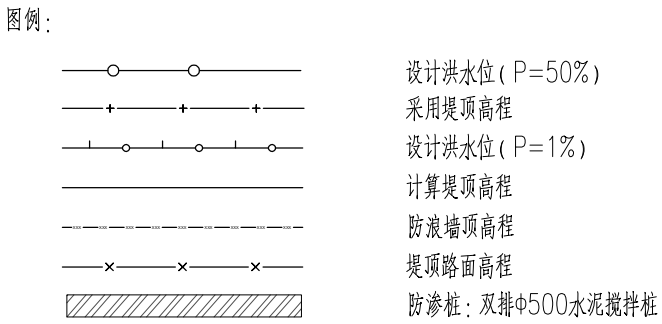 图例:
设计洪水位(P=50%)
采用堤顶高程
设计洪水位(P=1%)
计算堤顶高程
防浪墙顶高程
堤顶路面高程
防渗桩:双排Φ500水泥搅拌桩